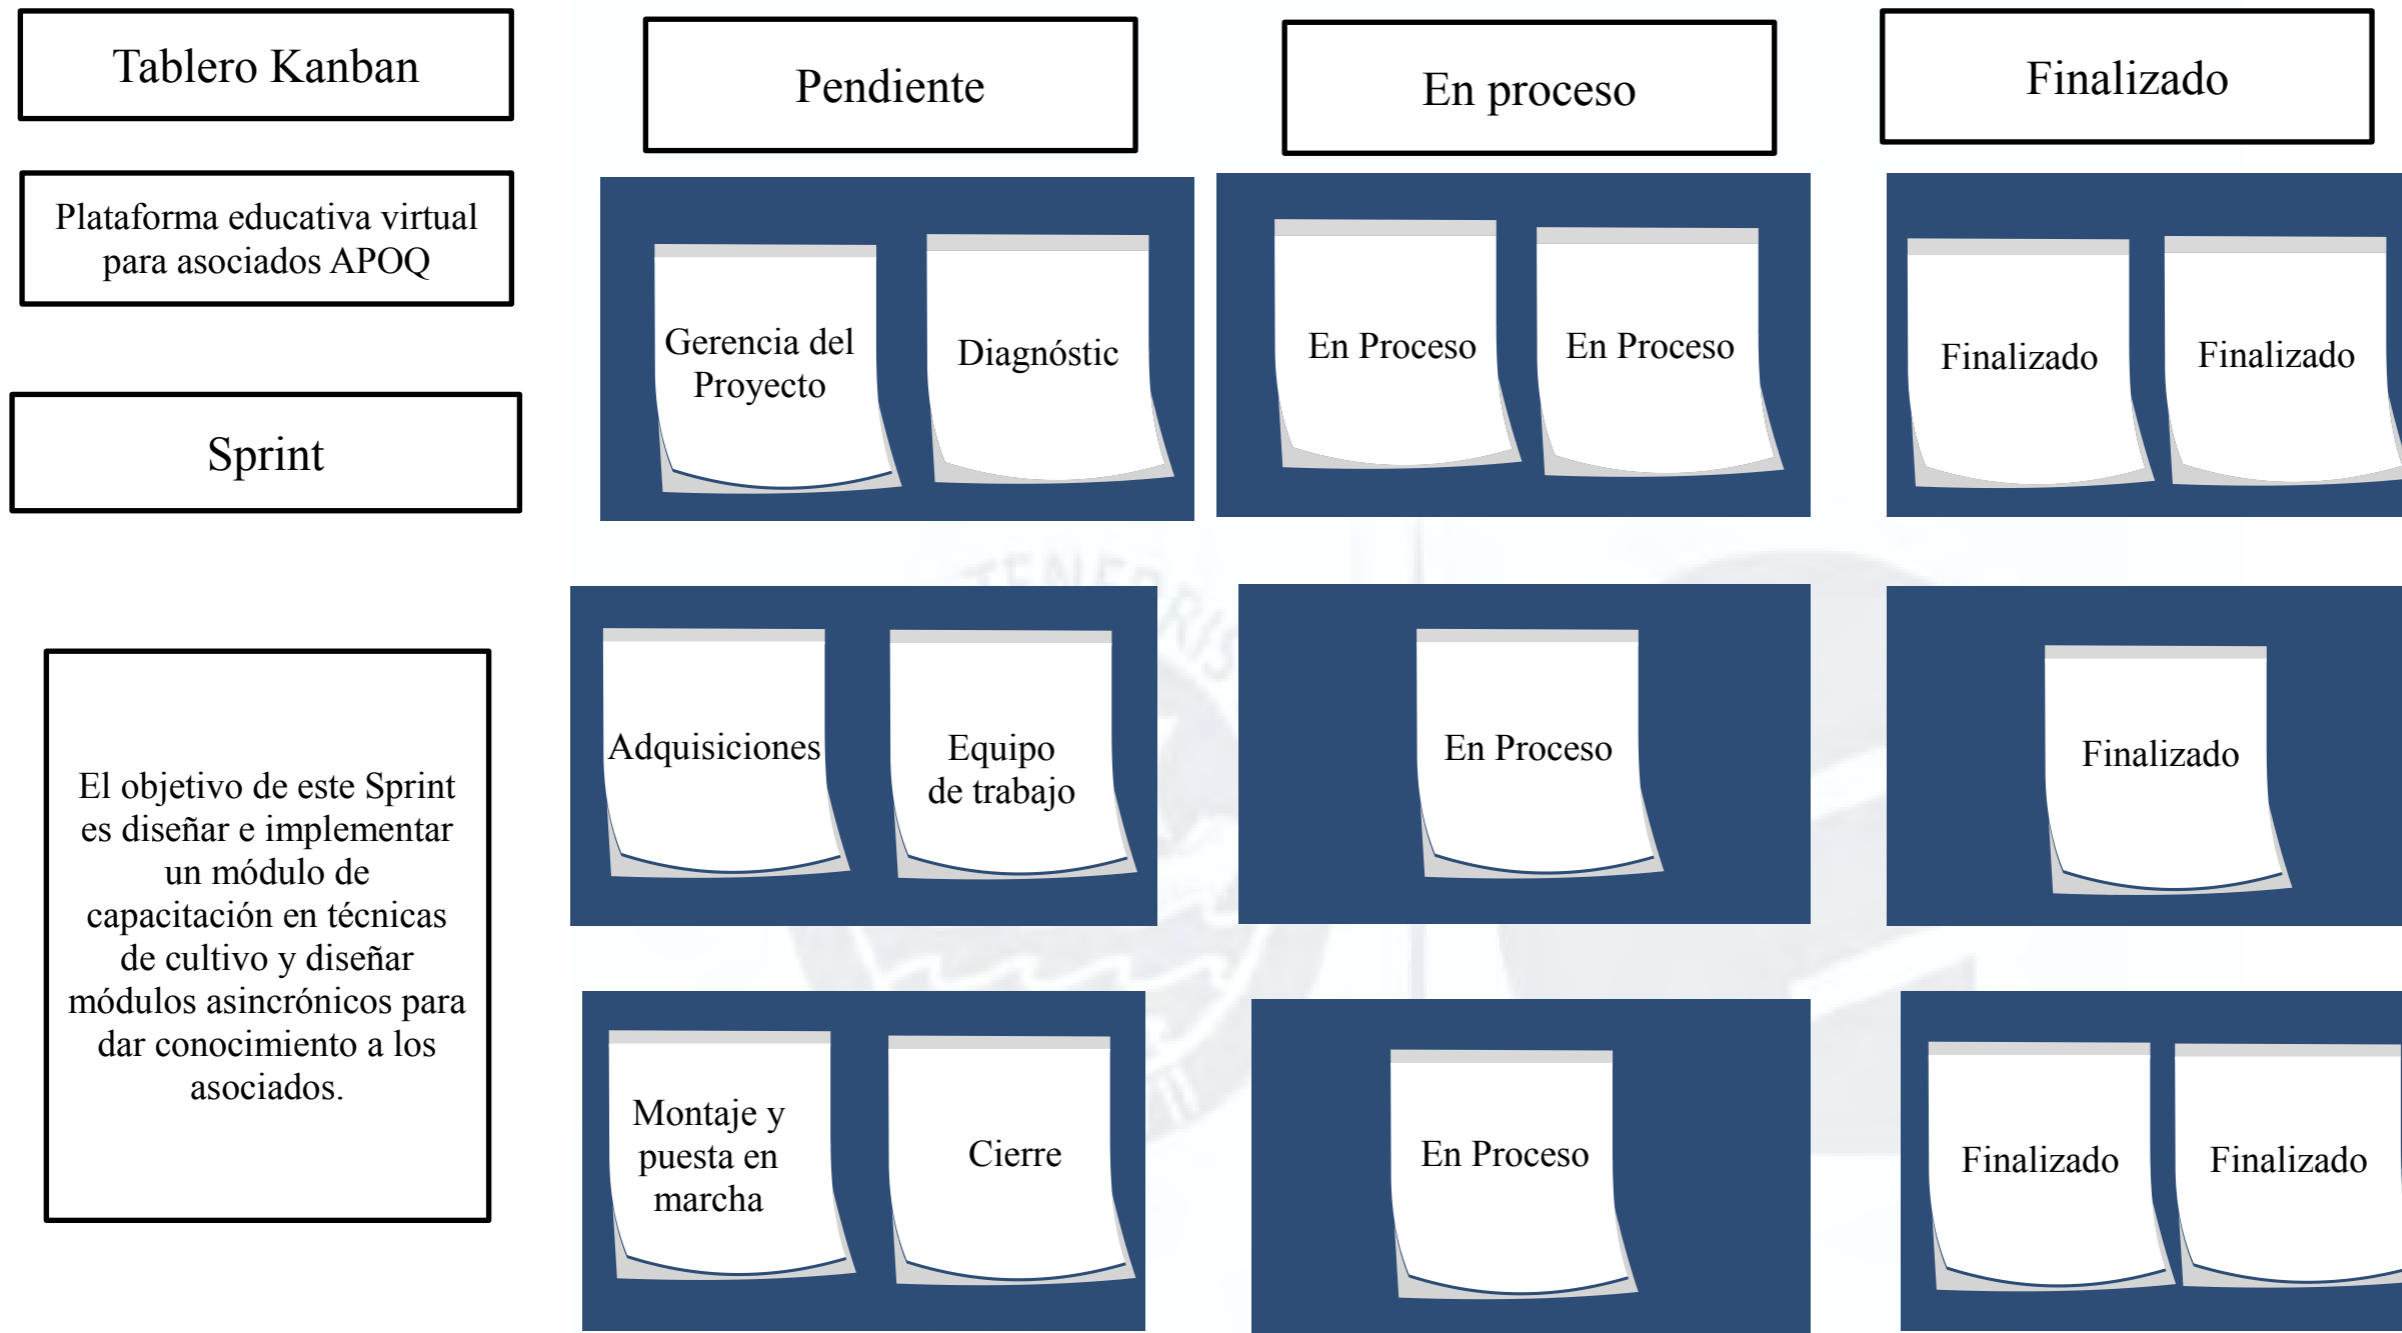 Tablero Kanban
Plataforma educativa virtual
para asociados APOQ
Sprint
El objetivo de este Sprint
es diseñar e implementar
un módulo de
capacitación en técnicas
de cultivo y diseñar
módulos asincrónicos para
dar conocimiento a los
asociados.
Pendiente
En proceso
Finalizado
Gerencia del
Proyecto
Diagnóstic
En Proceso
En Proceso
Finalizado
Finalizado
Adquisiciones
Equipo
de trabajo
En Proceso
Finalizado
Montaje y
puesta en
marcha
Cierre
En Proceso
Finalizado
Finalizado